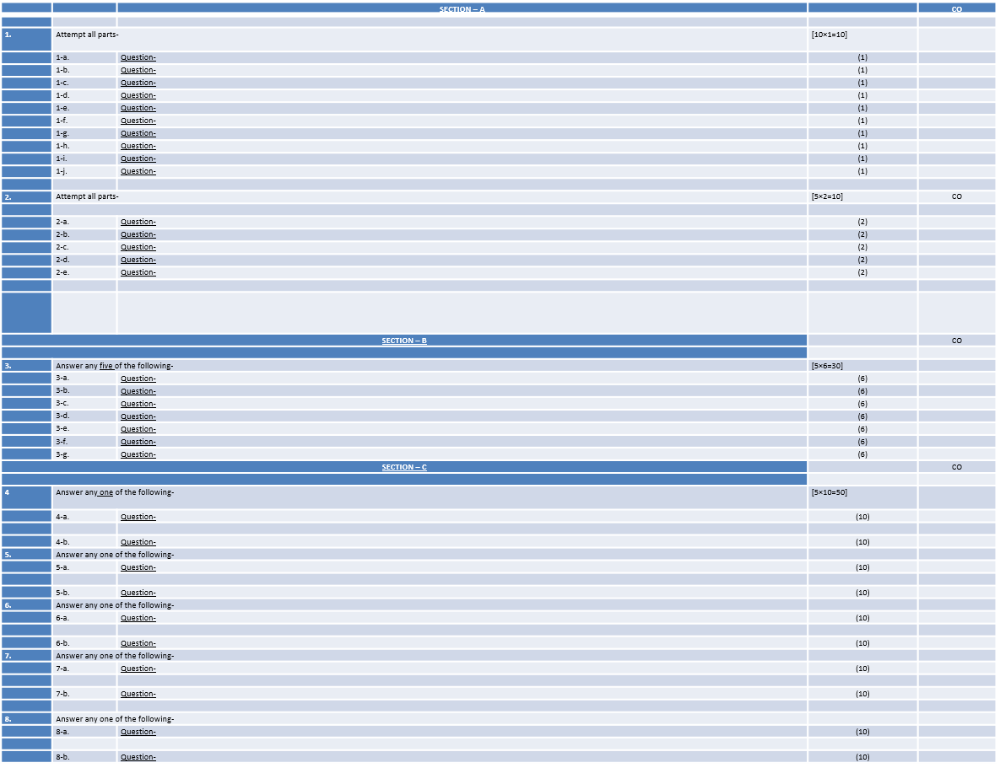 SECTION – A CO
1. Attempt all parts- [10×1=10]
1-a. Question- (1)
1-b. Question- (1)
1-c. Question- (1)
1-d. Question- (1)
1-e. Question- (1)
1-f. Question- (1)
1-g. Question- (1)
1-h. Question- (1)
1-i. Question- (1)
1-j. Question- (1)
2. Attempt all parts- [5×2=10] CO
2-a. Question- (2)
2-b. Question- (2)
2-c. Question- (2)
2-d. Question- (2)
2-e. Question- (2)
SECTION – B CO
3. Answer any five of the following- [5×6=30]
3-a. Question- (6)
3-b. Question- (6)
3-c. Question- (6)
3-d. Question- (6)
3-e. Question- (6)
3-f. Question- (6)
3-g. Question- (6)
SECTION – C CO
4 Answer any one of the following- [5×10=50]
4-a. Question- (10)
4-b. Question- (10)
5. Answer any one of the following-
5-a. Question- (10)
5-b. Question- (10)
6. Answer any one of the following-
6-a. Question- (10)
6-b. Question- (10)
7. Answer any one of the following-
7-a. Question- (10)
7-b. Question- (10)
8. Answer any one of the following-
8-a. Question- (10)
8-b. Question- (10)